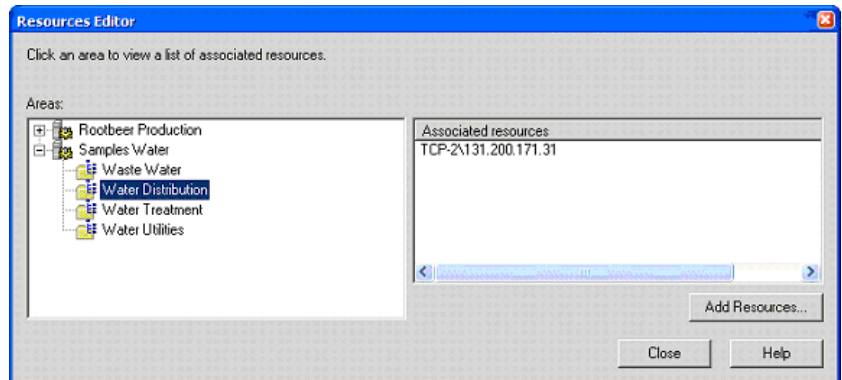 Resources Editor
Click an area to view a list of associated resources.
Areas:
Rootbeer Production
Samples Water
Waste Water
Water Distribution
Water Treatment
Water Utilities
Associated resources
TCP-2\131.200.171.31
Add Resources...
Close
Help